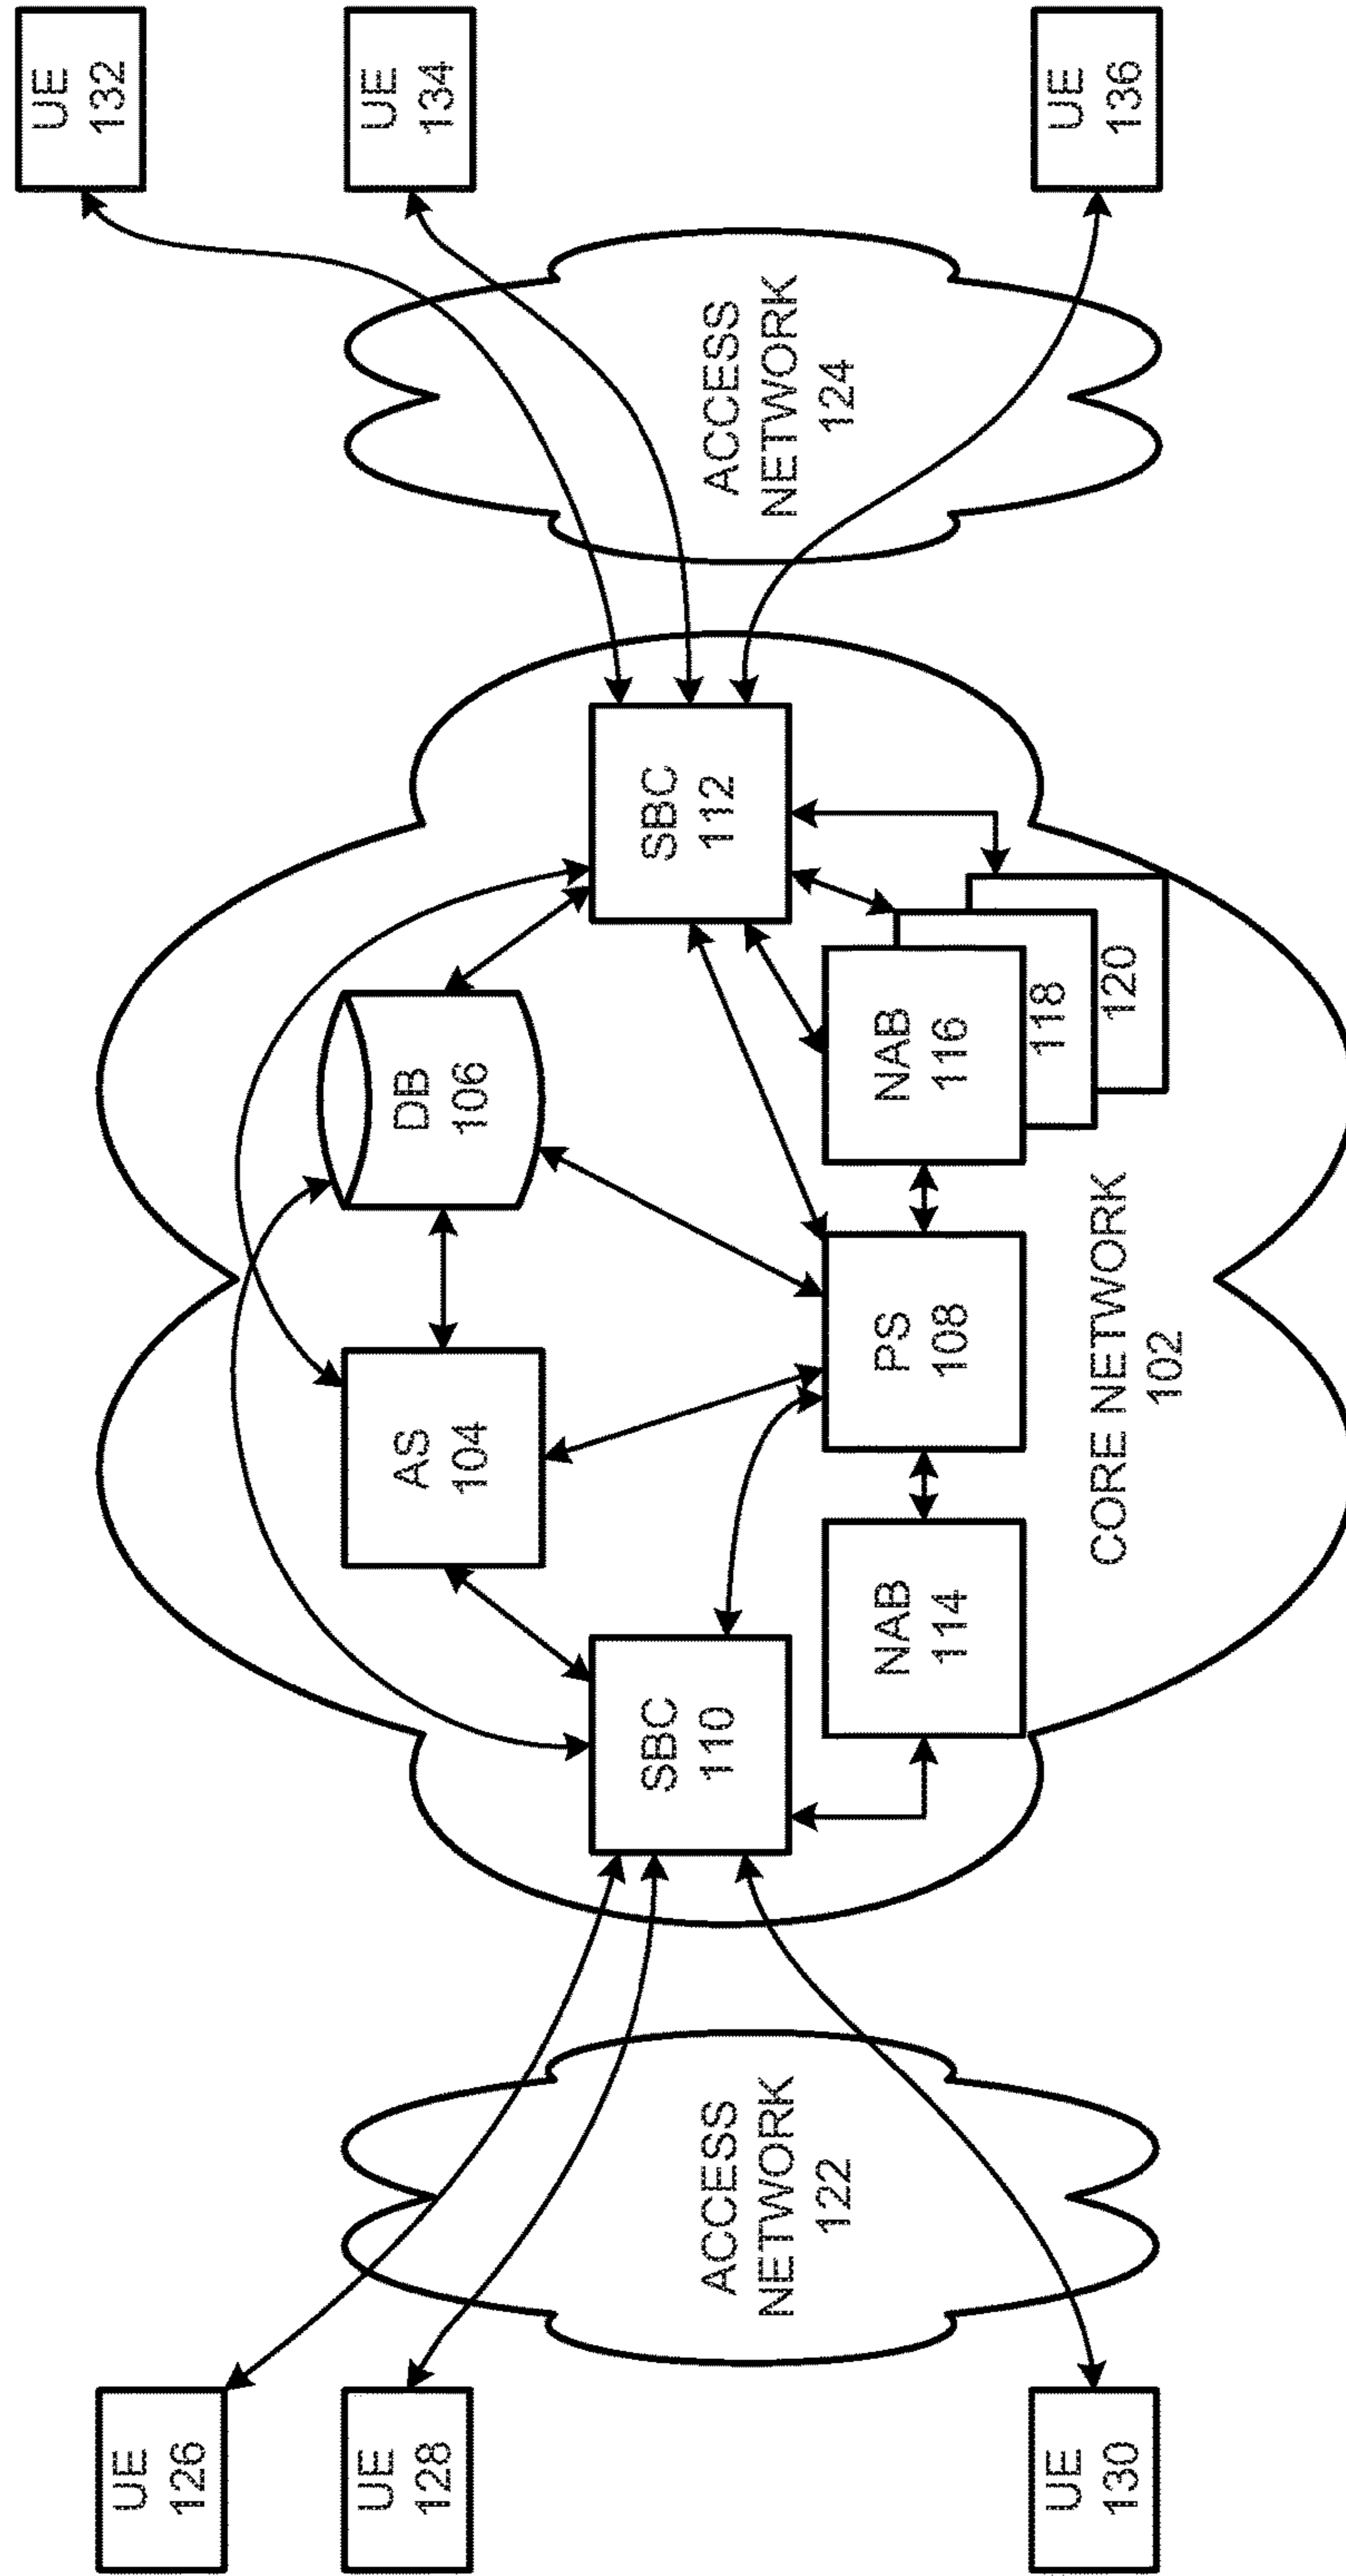 UE
126
UE
128
UE
130
ACCESS
NETWORK
122
SBC
110
AS
104
DB
106
SBC
112
NAB
114
PS
108
NAB
116
118
120
CORE NETWORK
102
ACCESS
NETWORK
124
UE
132
UE
134
UE
136